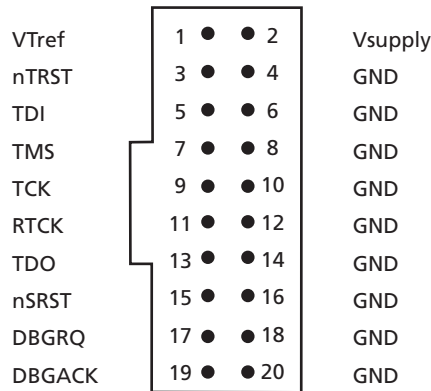 VTref 1 2 Vsupply
nTRST 3 4 GND
TDI 5 6 GND
TMS 7 8 GND
TCK 9 10 GND
RTCK 11 12 GND
TDO 13 14 GND
nSRST 15 16 GND
DBGRQ 17 18 GND
DBGACK 19 20 GND